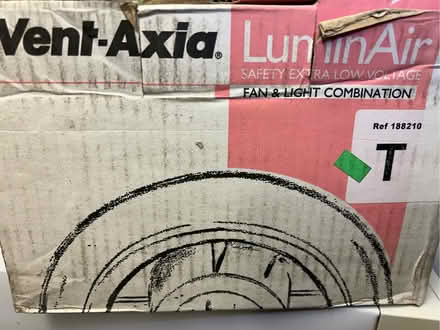 Vent-Axia®
LuminAir
SAFETY EXTRA LOW VOLTAGE
FAN & LIGHT COMBINATION
Ref 188210
T